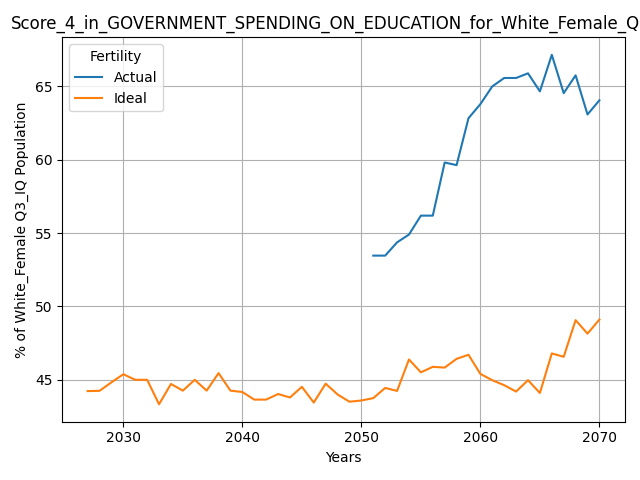 Score_4_in_GOVERNMENT_SPENDING_ON_EDUCATION_for_White_Female_Q
Fertility
Actual
Ideal
% of White_Female Q3_IQ Population
65
60
55
50
45
2030 2040 2050 2060 2070
Years